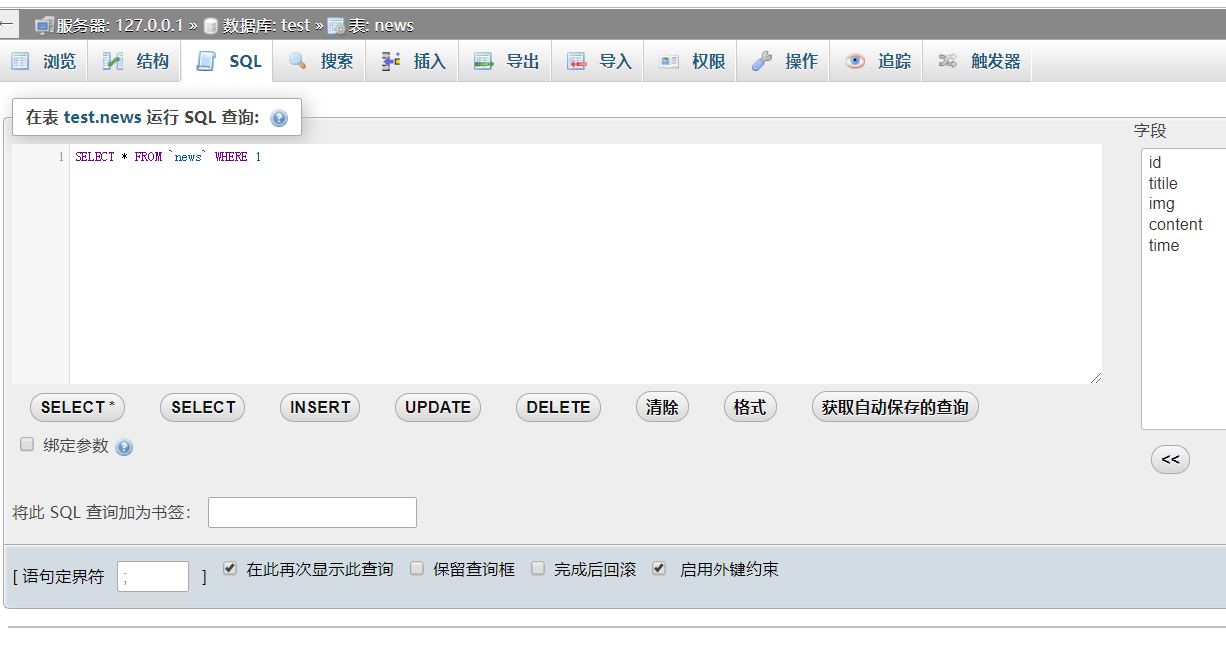 服务器: 127.0.0.1 » 数据库: test » 表: news
浏览 结构 SQL 搜索 插入 导出 导入 权限 操作 追踪 触发器
在表 test.news 运行 SQL 查询:
字段
1 SELECT * FROM `news` WHERE 1
id
titile
img
content
time
SELECT * SELECT INSERT UPDATE DELETE 清除 格式 获取自动保存的查询
绑定参数
<<
将此 SQL 查询加为书签:
[ 语句定界符 ; ] 在此再次显示此查询 保留查询框 完成后回滚 启用外键约束